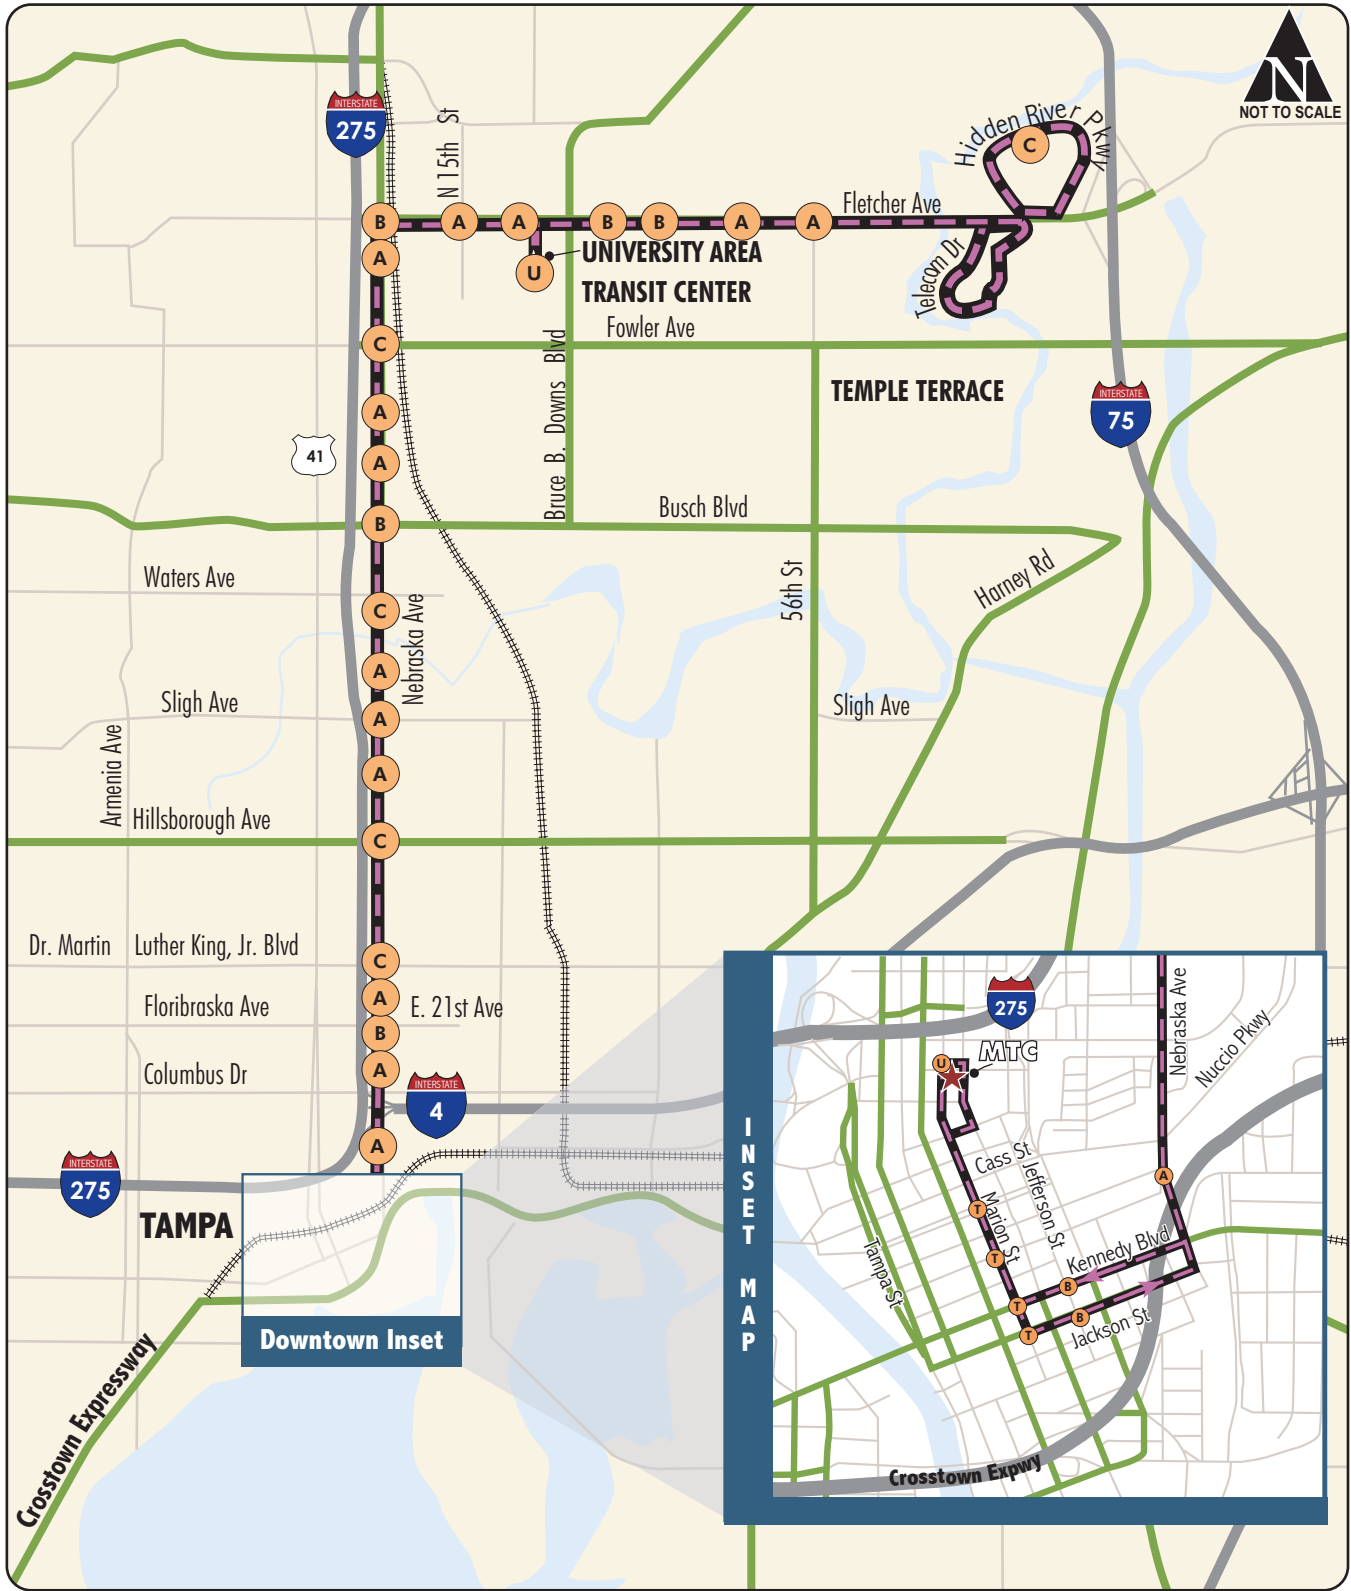 N
NOT TO SCALE
INTERSTATE
275
N 15th St
Hidden River Pkwy
C
Fletcher Ave
B
A
A
B
B
A
A
A
U
UNIVERSITY AREA
TRANSIT CENTER
Telecom Dr
Fowler Ave
C
Bruce B. Downs Blvd
TEMPLE TERRACE
INTERSTATE
75
A
41
A
Busch Blvd
B
Waters Ave
56th St
Harney Rd
C
Nebraska Ave
A
Sligh Ave
A
Sligh Ave
Armenia Ave
A
Hillsborough Ave
C
Dr. Martin Luther King, Jr. Blvd
C
A
Floribraska Ave
E. 21st Ave
B
Columbus Dr
A
INTERSTATE
4
A
INTERSTATE
275
TAMPA
Downtown Inset
Crosstown Expressway
INSET MAP
275
Nebraska Ave
Nuccio Pkwy
U
MTC
Cass St
Jefferson St
A
T
Marion St
T
Tampa St
Kennedy Blvd
B
T
B
T
Jackson St
Crosstown Expwy